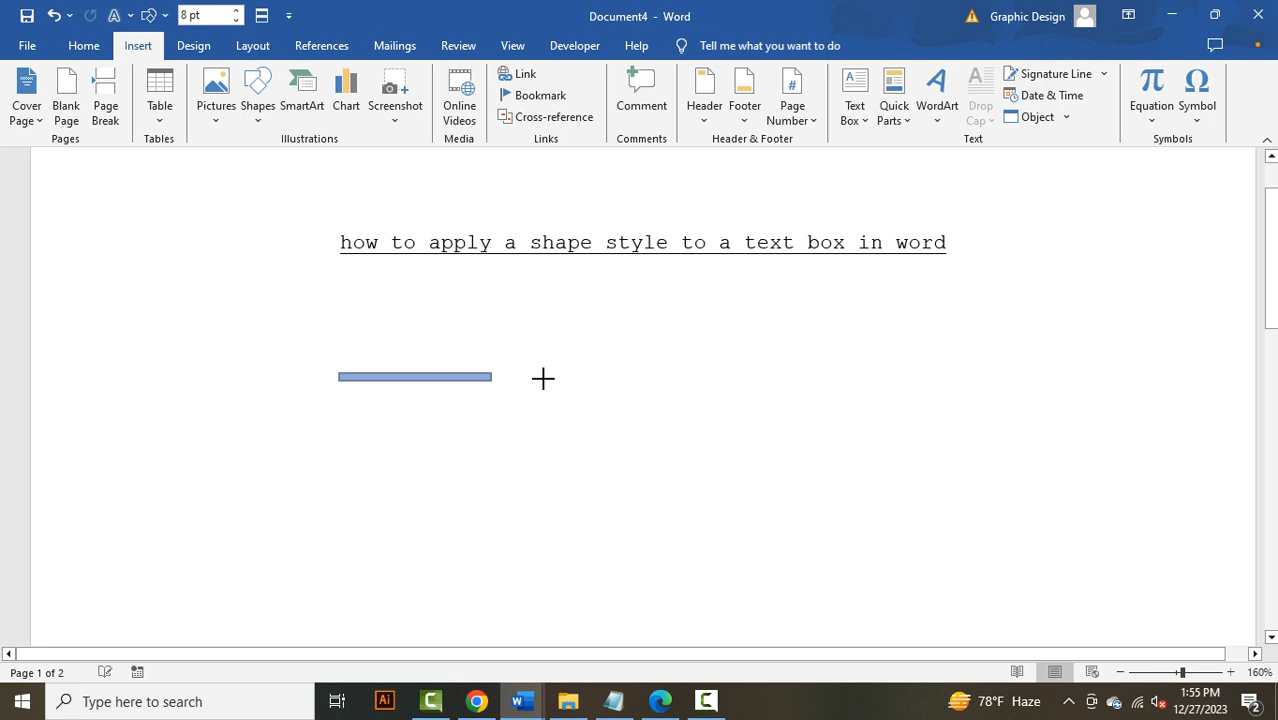 8 pt
Document4 - Word
Graphic Design
File Home Insert Design Layout References Mailings Review View Developer Help Tell me what you want to do
Cover Page
Blank Page
Page Break
Pages
Table
Tables
Pictures
Shapes
SmartArt
Chart
Screenshot
Illustrations
Online Videos
Media
Link
Bookmark
Cross-reference
Links
Comment
Comments
Header
Footer
Page Number
Header & Footer
Text Box
Quick Parts
WordArt
Drop Cap
Signature Line
Date & Time
Object
Text
Equation
Symbol
Symbols
how to apply a shape style to a text box in word
Page 1 of 2
160%
Type here to search
Ai
78°F Haze
1:55 PM
12/27/2023
2